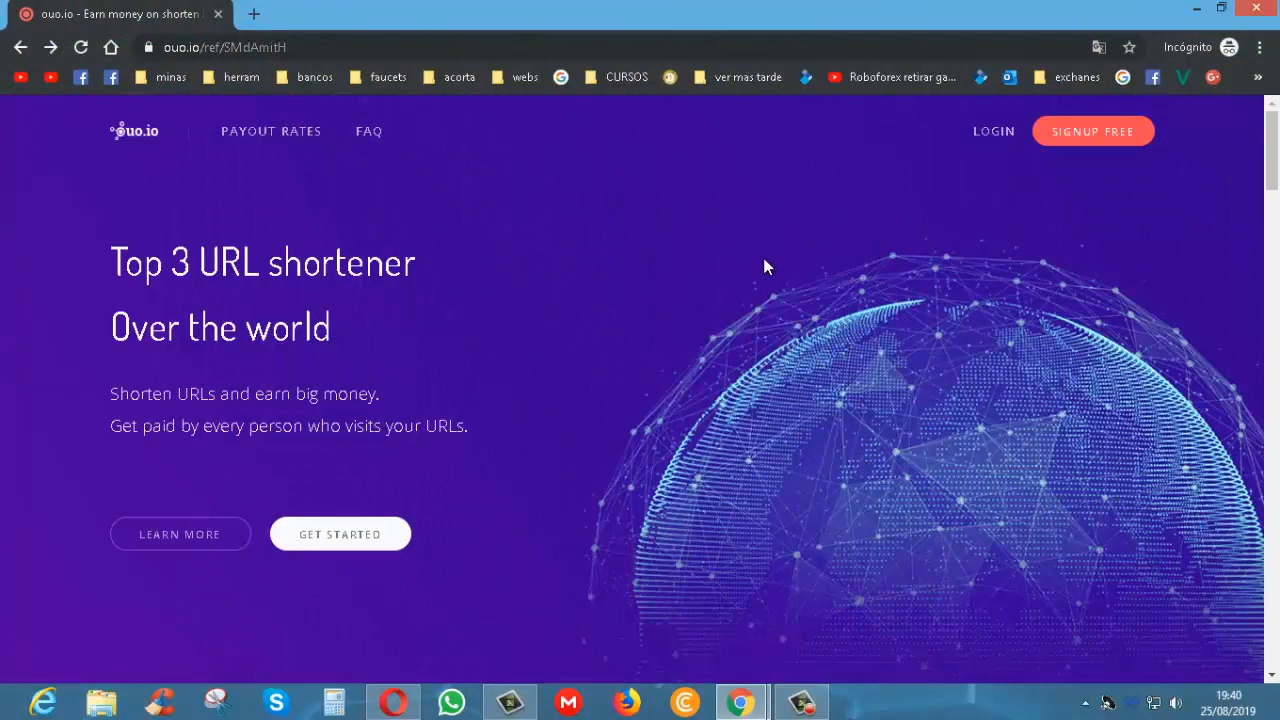 ouo.io - Earn money on shorten
ouo.io/ref/SMdAmitH
Incógnito
minas
herram
bancos
faucets
acorta
webs
CURSOS
ver mas tarde
Roboforex retirar ga...
exchanes
ouo.io
PAYOUT RATES
FAQ
LOGIN
SIGNUP FREE
Top 3 URL shortener
Over the world
Shorten URLs and earn big money.
Get paid by every person who visits your URLs.
LEARN MORE
GET STARTED
19:40
25/08/2019